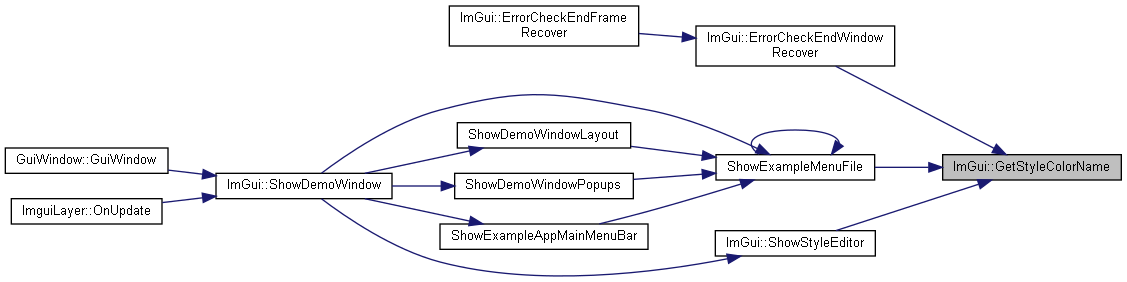 ImGui::ErrorCheckEndFrame
Recover
ImGui::ErrorCheckEndWindow
Recover
ShowDemoWindowLayout
GuiWindow::GuiWindow
ShowExampleMenuFile
ImGui::GetStyleColorName
ImGui::ShowDemoWindow
ShowDemoWindowPopups
ImguiLayer::OnUpdate
ShowExampleAppMainMenuBar
ImGui::ShowStyleEditor